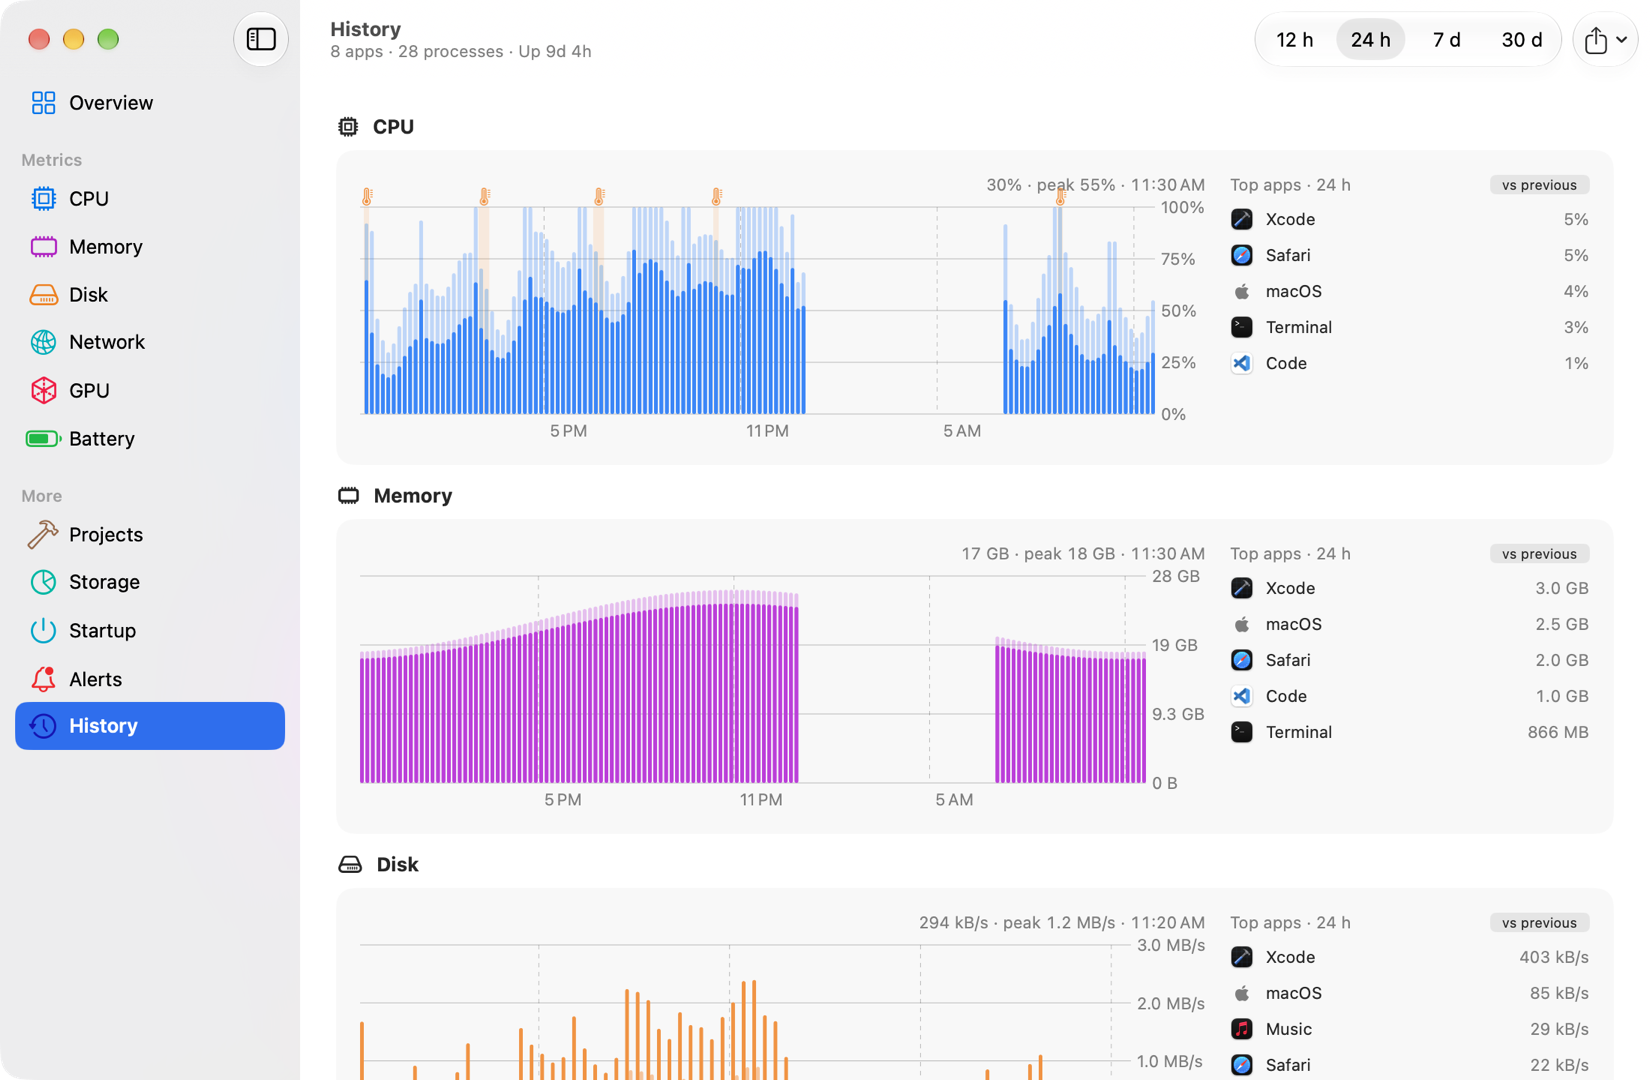 History
8 apps · 28 processes · Up 9d 4h
12 h
24 h
7 d
30 d
Overview
Metrics
CPU
Memory
Disk
Network
GPU
Battery
More
Projects
Storage
Startup
Alerts
History
CPU
30% · peak 55% · 11:30 AM
100%
75%
50%
25%
0%
5 PM
11 PM
5 AM
Top apps · 24 h
vs previous
Xcode
5%
Safari
5%
macOS
4%
Terminal
3%
Code
1%
Memory
17 GB · peak 18 GB · 11:30 AM
28 GB
19 GB
9.3 GB
0 B
5 PM
11 PM
5 AM
Top apps · 24 h
vs previous
Xcode
3.0 GB
macOS
2.5 GB
Safari
2.0 GB
Code
1.0 GB
Terminal
866 MB
Disk
294 kB/s · peak 1.2 MB/s · 11:20 AM
3.0 MB/s
2.0 MB/s
1.0 MB/s
Top apps · 24 h
vs previous
Xcode
403 kB/s
macOS
85 kB/s
Music
29 kB/s
Safari
22 kB/s